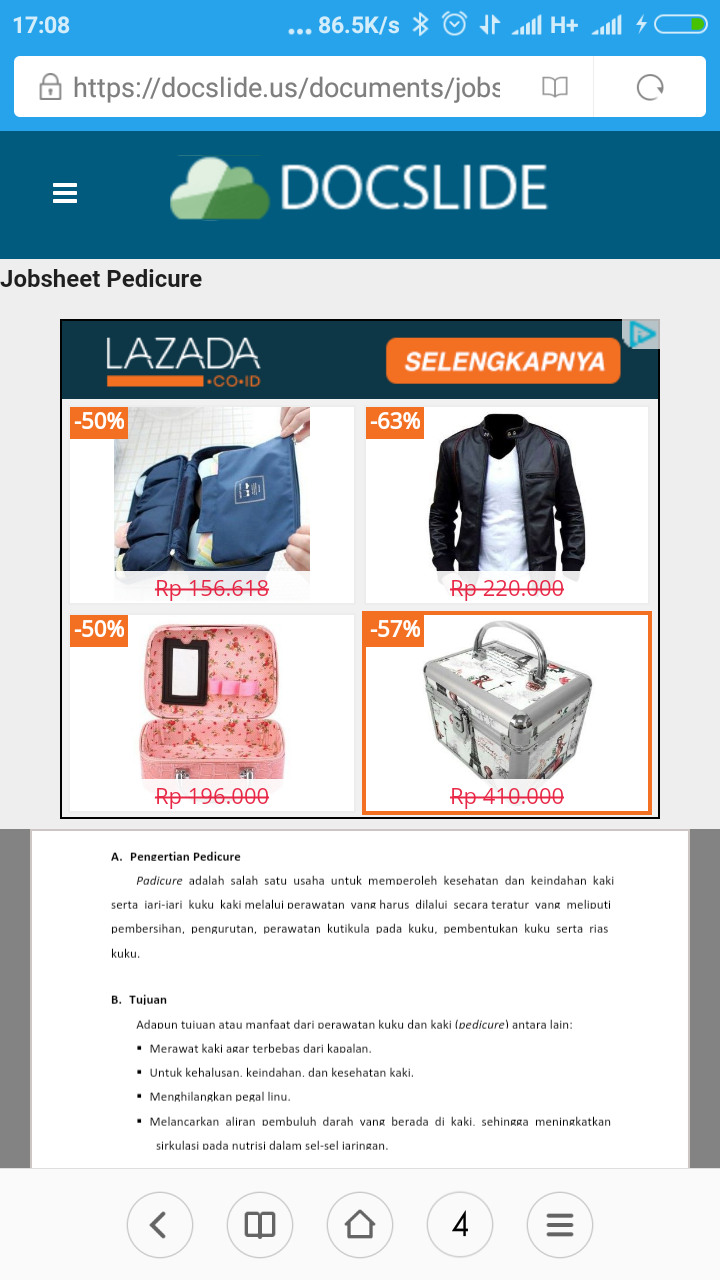 17:08 ... 86.5K/s H+
https://docslide.us/documents/jobs
DOCSLIDE
Jobsheet Pedicure
LAZADA
.CO.ID
SELENGKAPNYA
-50%
-63%
Rp 156.618
Rp 220.000
-50%
-57%
Rp 196.000
Rp 410.000
A. Pengertian Pedicure
Padicure adalah salah satu usaha untuk memperoleh kesehatan dan keindahan kaki
serta jari-jari kuku kaki melalui perawatan yang harus dilalui secara teratur yang meliputi
pembersihan, pengurutan, perawatan kutikula pada kuku, pembentukan kuku serta rias
kuku.
B. Tujuan
Adapun tujuan atau manfaat dari perawatan kuku dan kaki (pedicure) antara lain:
▪ Merawat kaki agar terbebas dari kapalan.
▪ Untuk kehalusan, keindahan, dan kesehatan kaki.
▪ Menghilangkan pegal linu.
▪ Melancarkan aliran pembuluh darah yang berada di kaki, sehingga meningkatkan
sirkulasi pada nutrisi dalam sel-sel jaringan.
4